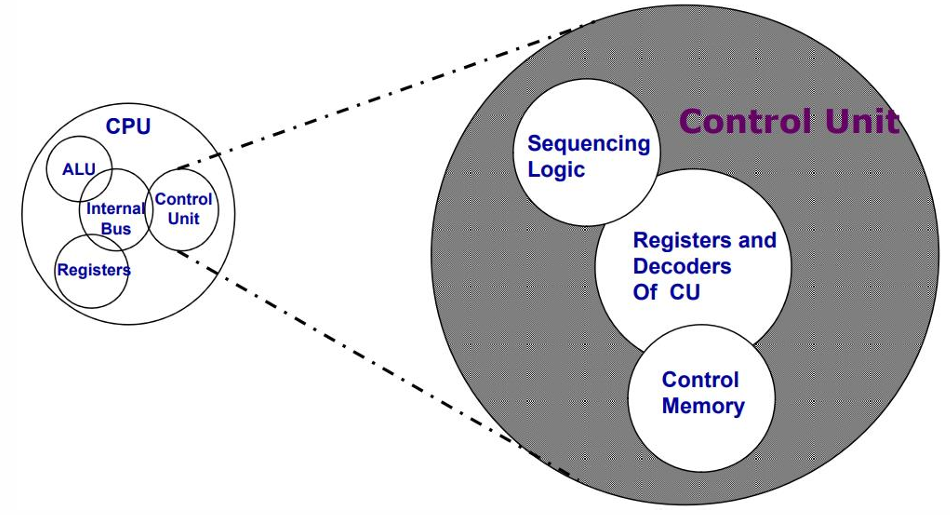 CPU
ALU
Internal
Bus
Control
Unit
Registers
Control Unit
Sequencing
Logic
Registers and
Decoders
Of CU
Control
Memory